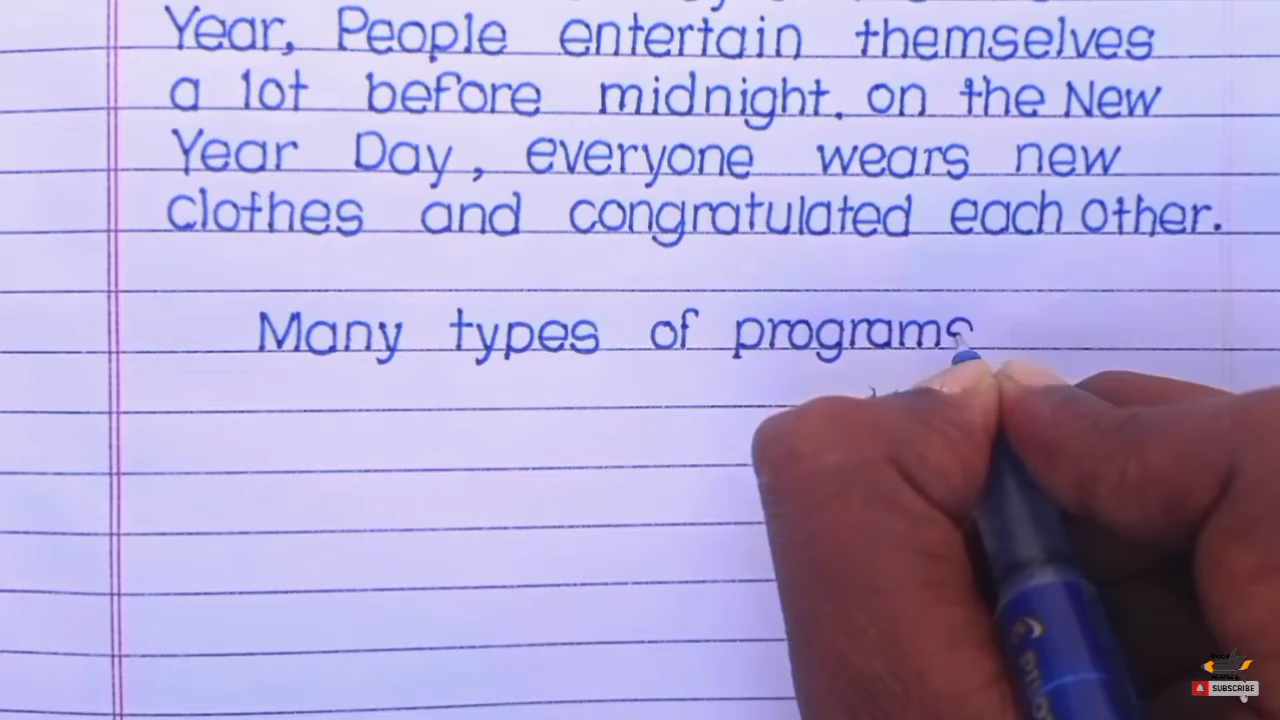 Year, People entertain themselves
a lot before midnight. on the New
Year Day, everyone wears new
clothes and congratulated each other.
Many types of programs
SUBSCRIBE